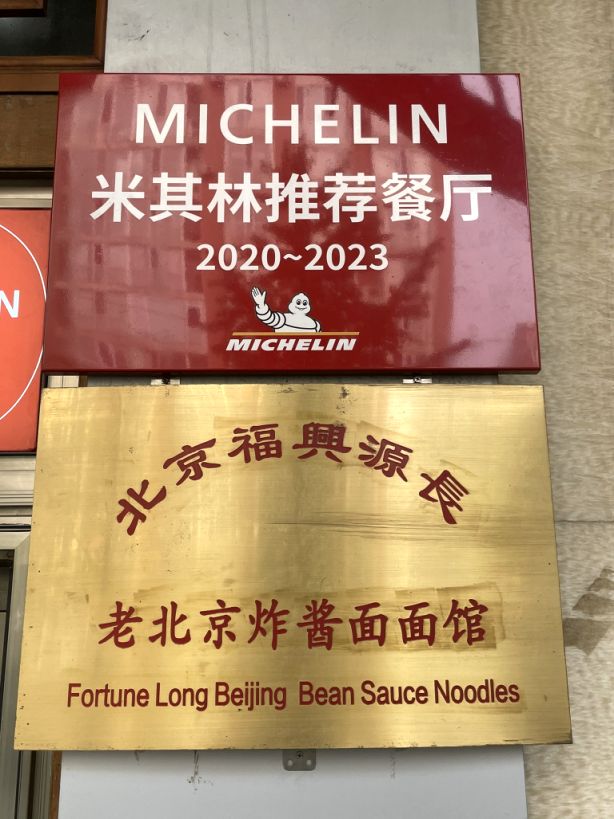 MICHELIN
米其林推荐餐厅
2020~2023
MICHELIN
N
北京福興源長
老北京炸酱面面馆
Fortune Long Beijing Bean Sauce Noodles